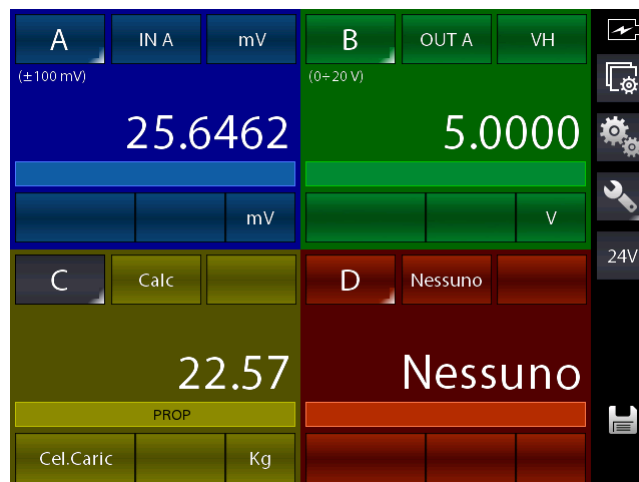 A IN A mV
(±100 mV)
25.6462
mV
B OUT A VH
(0÷20 V)
5.0000
V
C Calc
22.57
PROP
Cel.Caric Kg
D Nessuno
Nessuno
24V